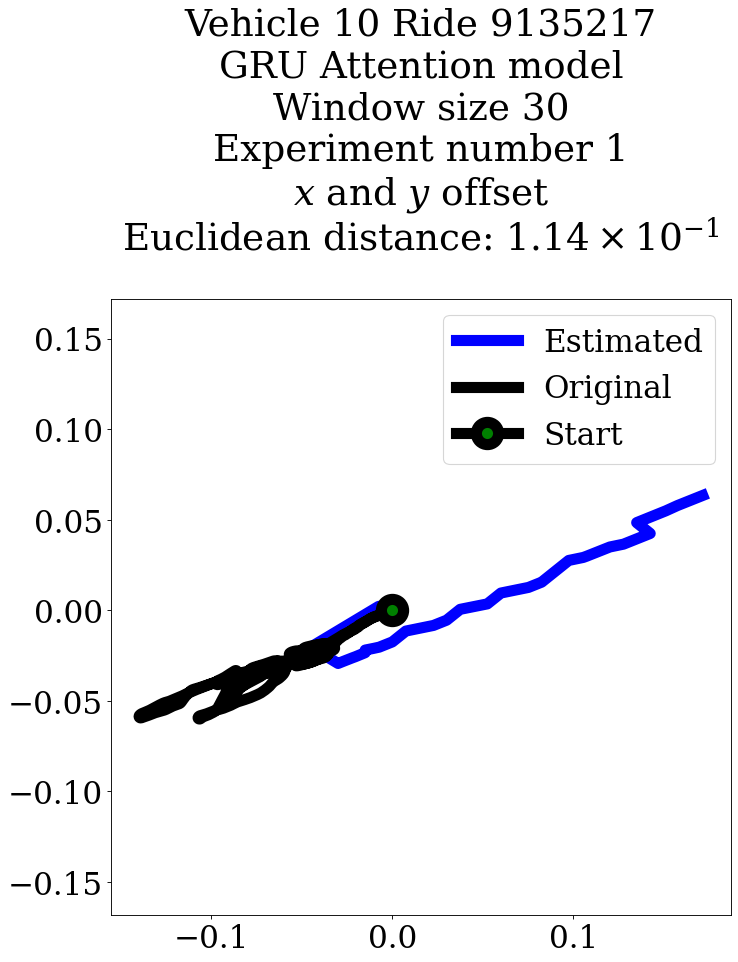 Vehicle 10 Ride 9135217
GRU Attention model
Window size 30
Experiment number 1
x and y offset
Euclidean distance: 1.14 × 10⁻¹
Estimated
Original
Start
0.15
0.10
0.05
0.00
−0.05
−0.10
−0.15
−0.1 0.0 0.1